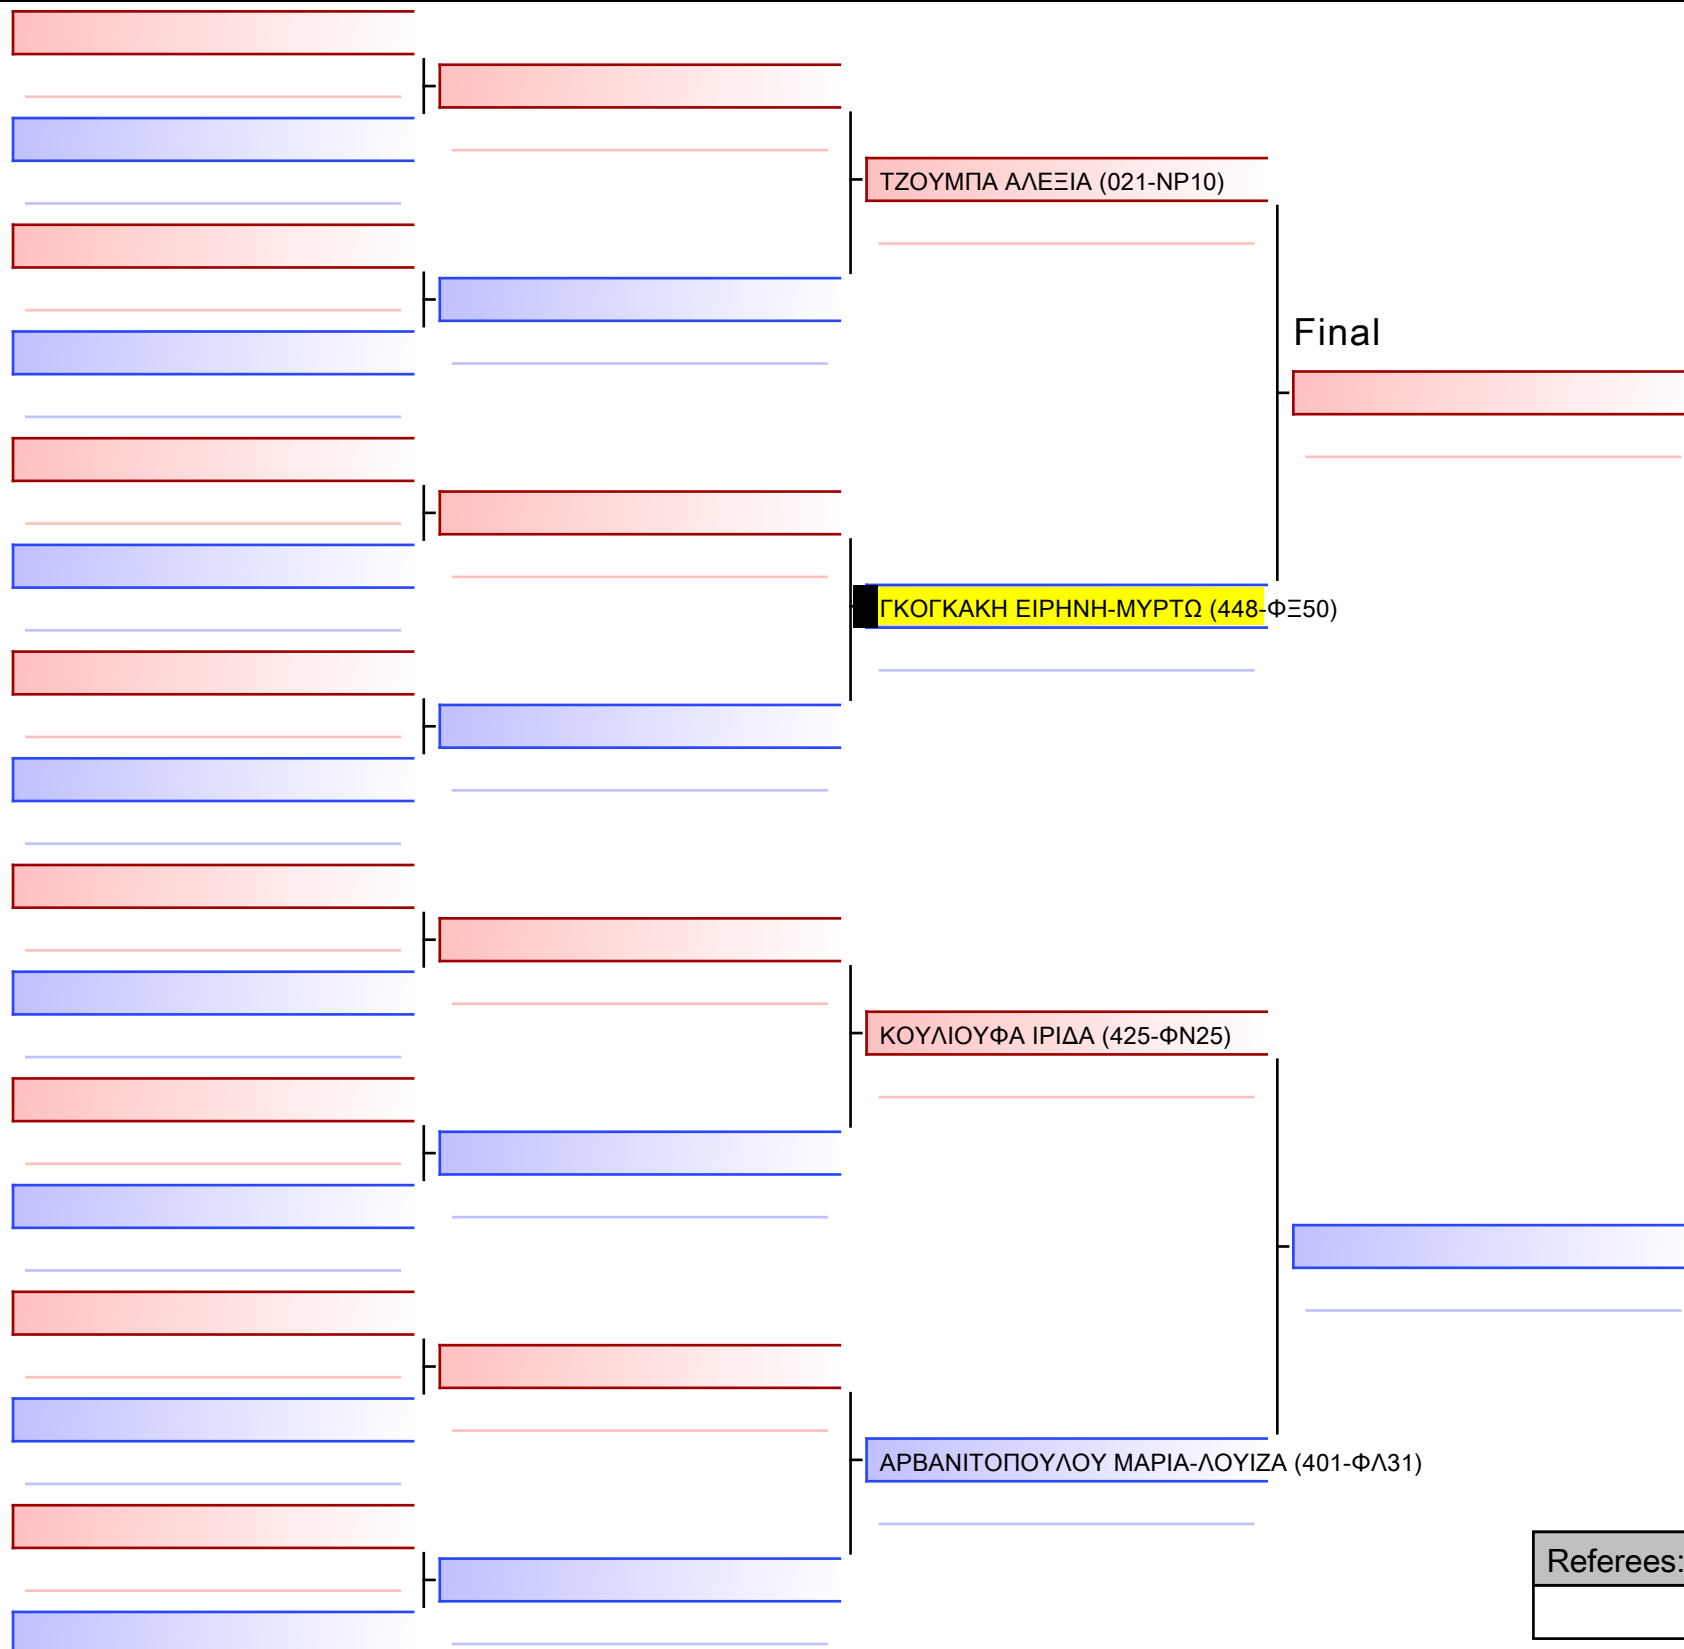 ΤΖΟΥΜΠΑ ΑΛΕΞΙΑ (021-ΝΡ10)
Final
ΓΚΟΓΚΑΚΗ ΕΙΡΗΝΗ-ΜΥΡΤΩ (448-ΦΞ50)
ΚΟΥΛΙΟΥΦΑ ΙΡΙΔΑ (425-ΦΝ25)
ΑΡΒΑΝΙΤΟΠΟΥΛΟΥ ΜΑΡΙΑ-ΛΟΥΙΖΑ (401-ΦΛ31)
Referees: